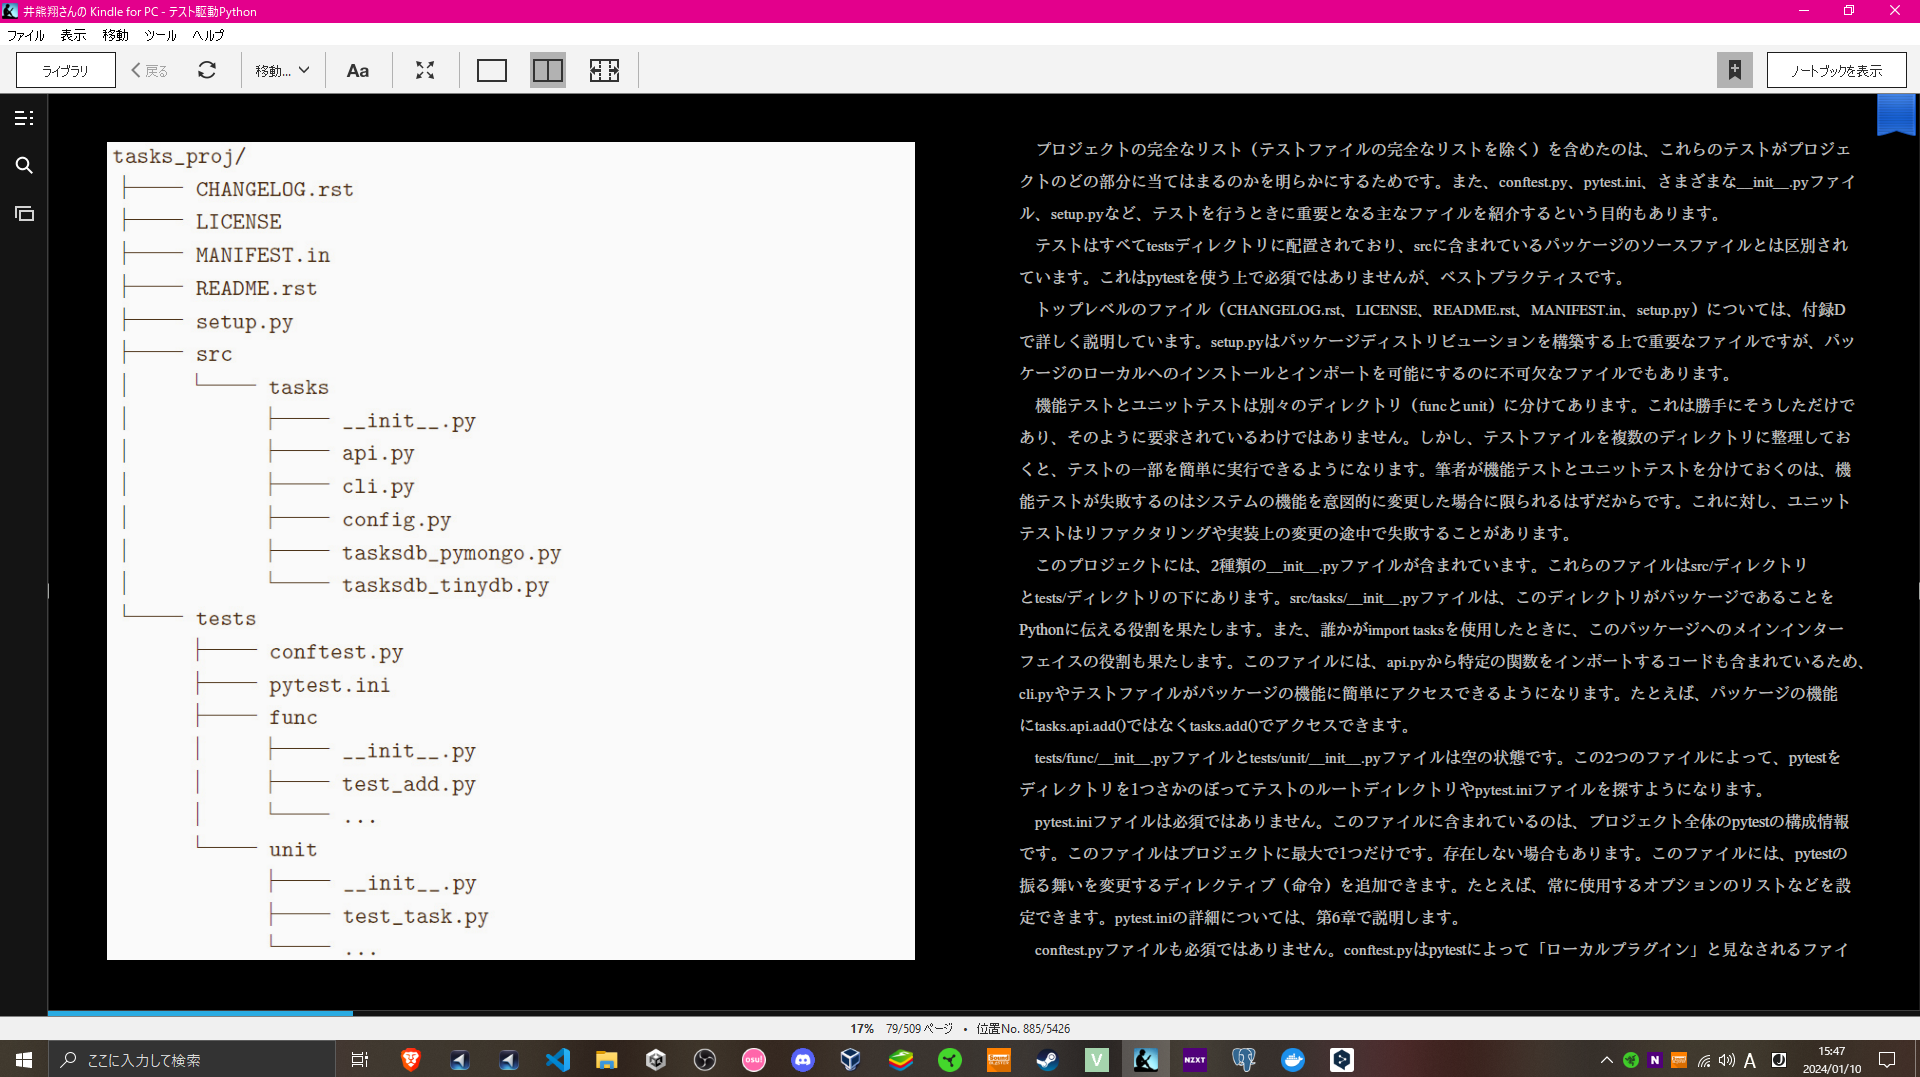 井熊翔さんの Kindle for PC - テスト駆動Python
ファイル 表示 移動 ツール ヘルプ
ライブラリ 戻る 移動... Aa ノートブックを表示
tasks_proj/
CHANGELOG.rst
LICENSE
MANIFEST.in
README.rst
setup.py
src
tasks
__init__.py
api.py
cli.py
config.py
tasksdb_pymongo.py
tasksdb_tinydb.py
tests
conftest.py
pytest.ini
func
__init__.py
test_add.py
...
unit
__init__.py
test_task.py
...
プロジェクトの完全なリスト（テストファイルの完全なリストを除く）を含めたのは、これらのテストがプロジェ
クトのどの部分に当てはまるのかを明らかにするためです。また、conftest.py、pytest.ini、さまざまな__init__.pyファイ
ル、setup.pyなど、テストを行うときに重要となる主なファイルを紹介するという目的もあります。
テストはすべてtestsディレクトリに配置されており、srcに含まれているパッケージのソースファイルとは区別され
ています。これはpytestを使う上で必須ではありませんが、ベストプラクティスです。
トップレベルのファイル（CHANGELOG.rst、LICENSE、README.rst、MANIFEST.in、setup.py）については、付録D
で詳しく説明しています。setup.pyはパッケージディストリビューションを構築する上で重要なファイルですが、パッ
ケージのローカルへのインストールとインポートを可能にするのに不可欠なファイルでもあります。
機能テストとユニットテストは別々のディレクトリ（funcとunit）に分けてあります。これは勝手にそうしただけで
あり、そのように要求されているわけではありません。しかし、テストファイルを複数のディレクトリに整理してお
くと、テストの一部を簡単に実行できるようになります。筆者が機能テストとユニットテストを分けておくのは、機
能テストが失敗するのはシステムの機能を意図的に変更した場合に限られるはずだからです。これに対し、ユニット
テストはリファクタリングや実装上の変更の途中で失敗することがあります。
このプロジェクトには、2種類の__init__.pyファイルが含まれています。これらのファイルはsrc/ディレクトリ
とtests/ディレクトリの下にあります。src/tasks/__init__.pyファイルは、このディレクトリがパッケージであることを
Pythonに伝える役割を果たします。また、誰かがimport tasksを使用したときに、このパッケージへのメインインター
フェイスの役割も果たします。このファイルには、api.pyから特定の関数をインポートするコードも含まれているため、
cli.pyやテストファイルがパッケージの機能に簡単にアクセスできるようになります。たとえば、パッケージの機能
にtasks.api.add()ではなくtasks.add()でアクセスできます。
tests/func/__init__.pyファイルとtests/unit/__init__.pyファイルは空の状態です。この2つのファイルによって、pytestを
ディレクトリを1つさかのぼってテストのルートディレクトリやpytest.iniファイルを探すようになります。
pytest.iniファイルは必須ではありません。このファイルに含まれているのは、プロジェクト全体のpytestの構成情報
です。このファイルはプロジェクトに最大で1つだけです。存在しない場合もあります。このファイルには、pytestの
振る舞いを変更するディレクティブ（命令）を追加できます。たとえば、常に使用するオプションのリストなどを設
定できます。pytest.iniの詳細については、第6章で説明します。
conftest.pyファイルも必須ではありません。conftest.pyはpytestによって「ローカルプラグイン」と見なされるファイ
17% 79/509 ページ • 位置No. 885/5426
ここに入力して検索
osu!
V
NZXT
N
A
15:47
2024/01/10